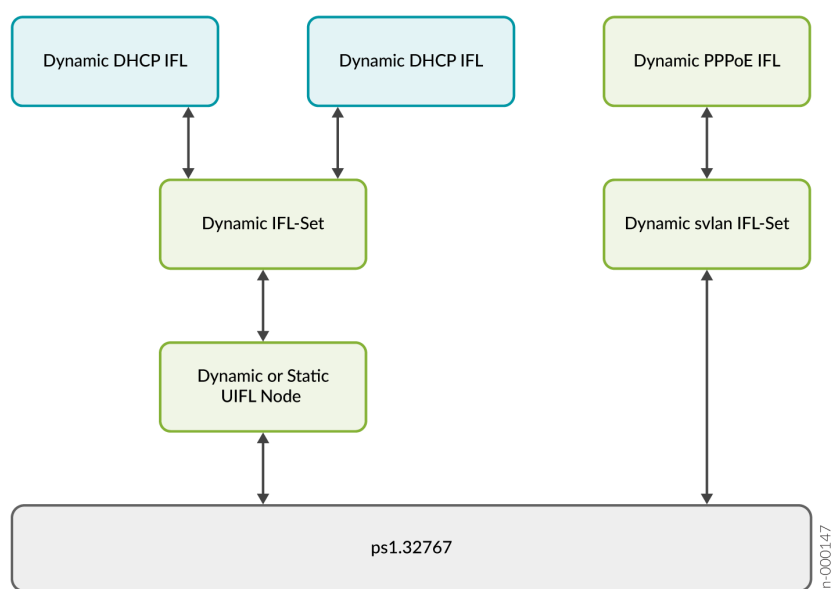 Dynamic DHCP IFL
Dynamic DHCP IFL
Dynamic PPPoE IFL
Dynamic IFL-Set
Dynamic svlan IFL-Set
Dynamic or Static
UIFL Node
ps1.32767
n-000147